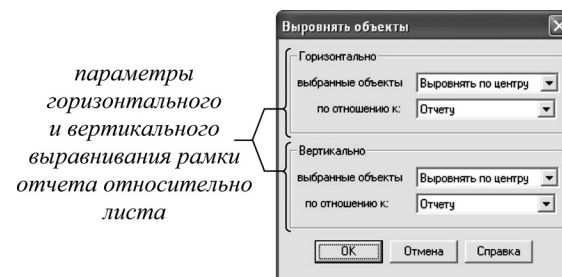 параметры
горизонтального
и вертикального
выравнивания рамки
отчета относительно
листа
Выровнять объекты
Горизонтально
выбранные объекты Выровнять по центру
по отношению к: Отчету
Вертикально
выбранные объекты Выровнять по центру
по отношению к: Отчету
OK Отмена Справка